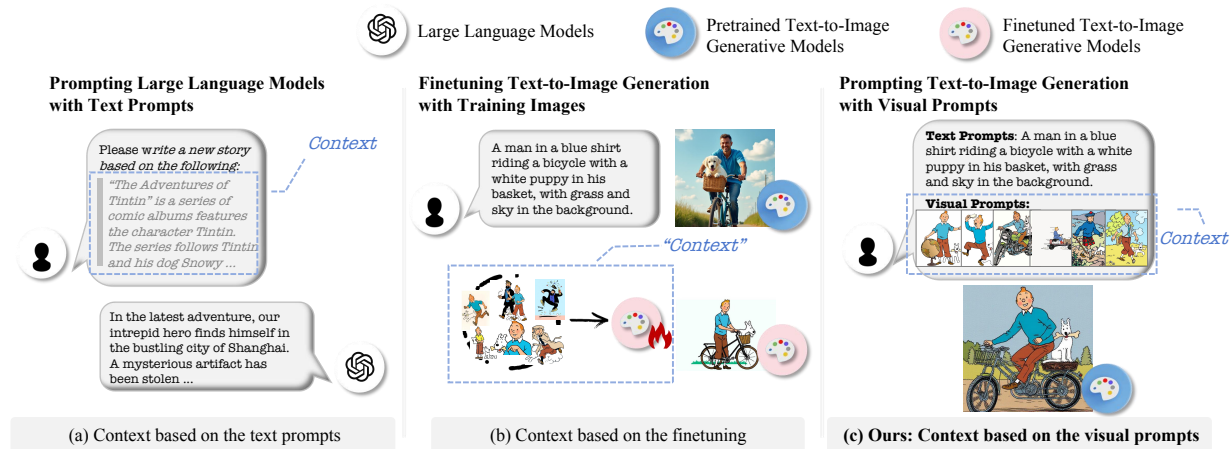 Large Language Models
Pretrained Text-to-Image
Generative Models
Finetuned Text-to-Image
Generative Models
Prompting Large Language Models
with Text Prompts
Please write a new story
based on the following:
"The Adventures of
Tintin" is a series of
comic albums features
the character Tintin.
The series follows Tintin
and his dog Snowy ...
Context
In the latest adventure, our
intrepid hero finds himself in
the bustling city of Shanghai.
A mysterious artifact has
been stolen ...
(a) Context based on the text prompts
Finetuning Text-to-Image Generation
with Training Images
A man in a blue shirt
riding a bicycle with a
white puppy in his
basket, with grass and
sky in the background.
"Context"
(b) Context based on the finetuning
Prompting Text-to-Image Generation
with Visual Prompts
Text Prompts: A man in a blue
shirt riding a bicycle with a white
puppy in his basket, with grass
and sky in the background.
Visual Prompts:
Context
(c) Ours: Context based on the visual prompts